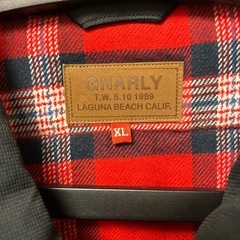 GNARLY
T.W. 5.10 1989
LAGUNA BEACH CALIF.
XL